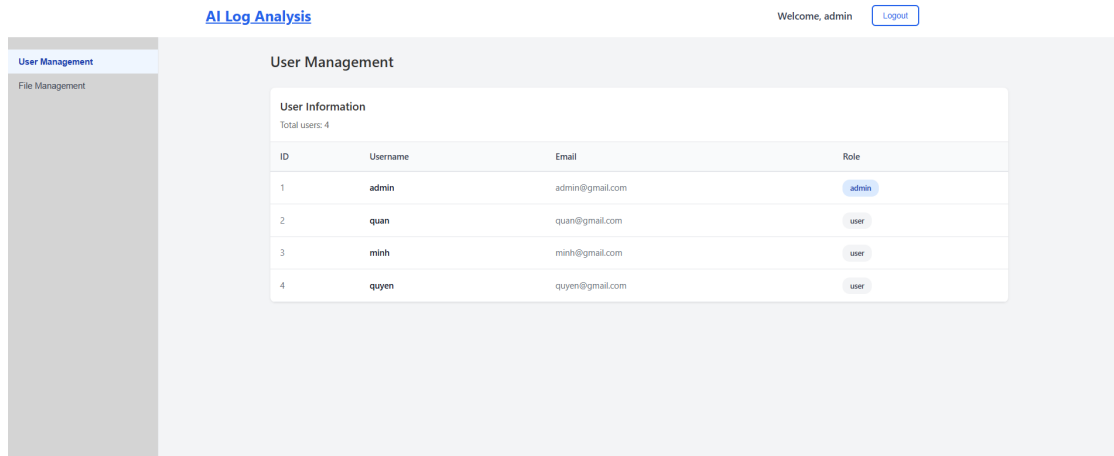 AI Log Analysis
Welcome, admin
Logout
User Management
File Management
User Management
User Information
Total users: 4
ID Username Email Role
1 admin admin@gmail.com admin
2 quan quan@gmail.com user
3 minh minh@gmail.com user
4 quyen quyen@gmail.com user